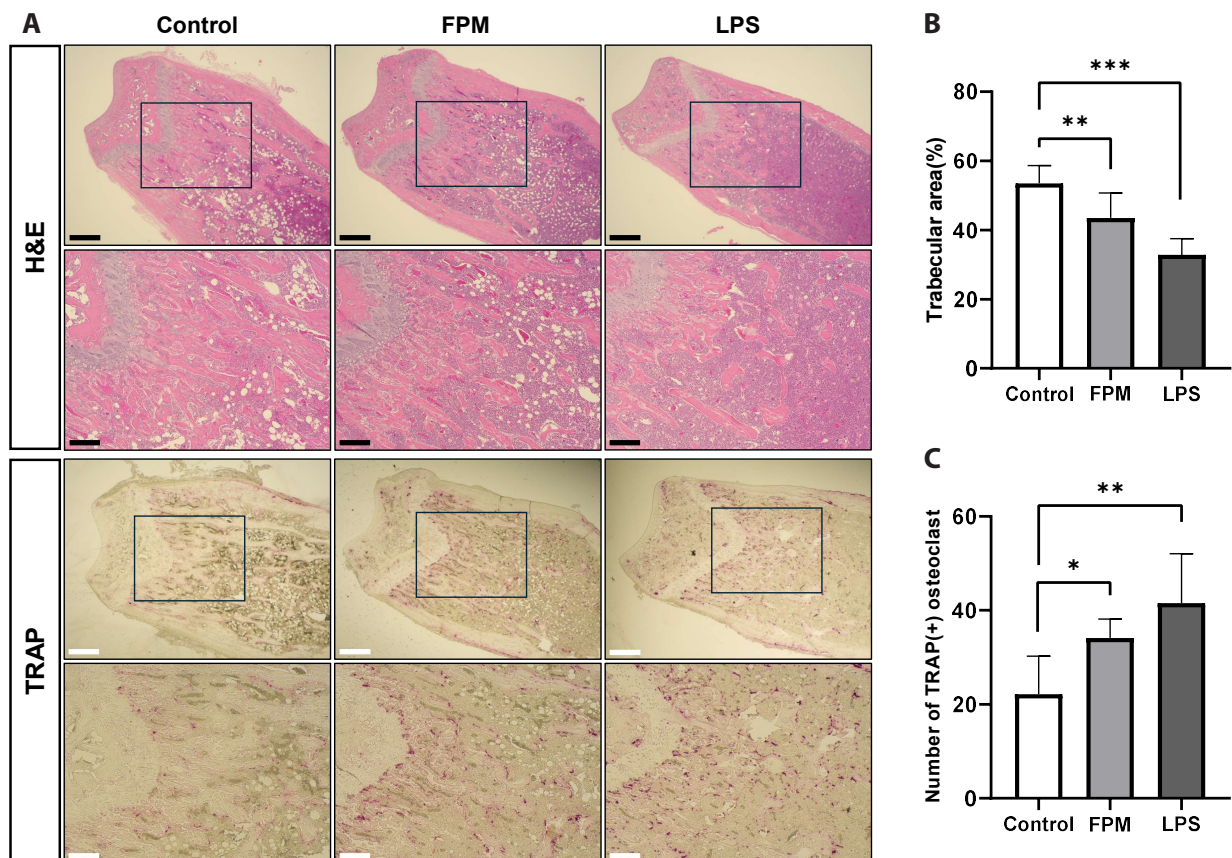 A
Control
FPM
LPS
H&E
TRAP
B
***
**
Trabecular area(%)
80
60
40
20
0
Control
FPM
LPS
C
**
*
Number of TRAP(+) osteoclast
60
40
20
0
Control
FPM
LPS